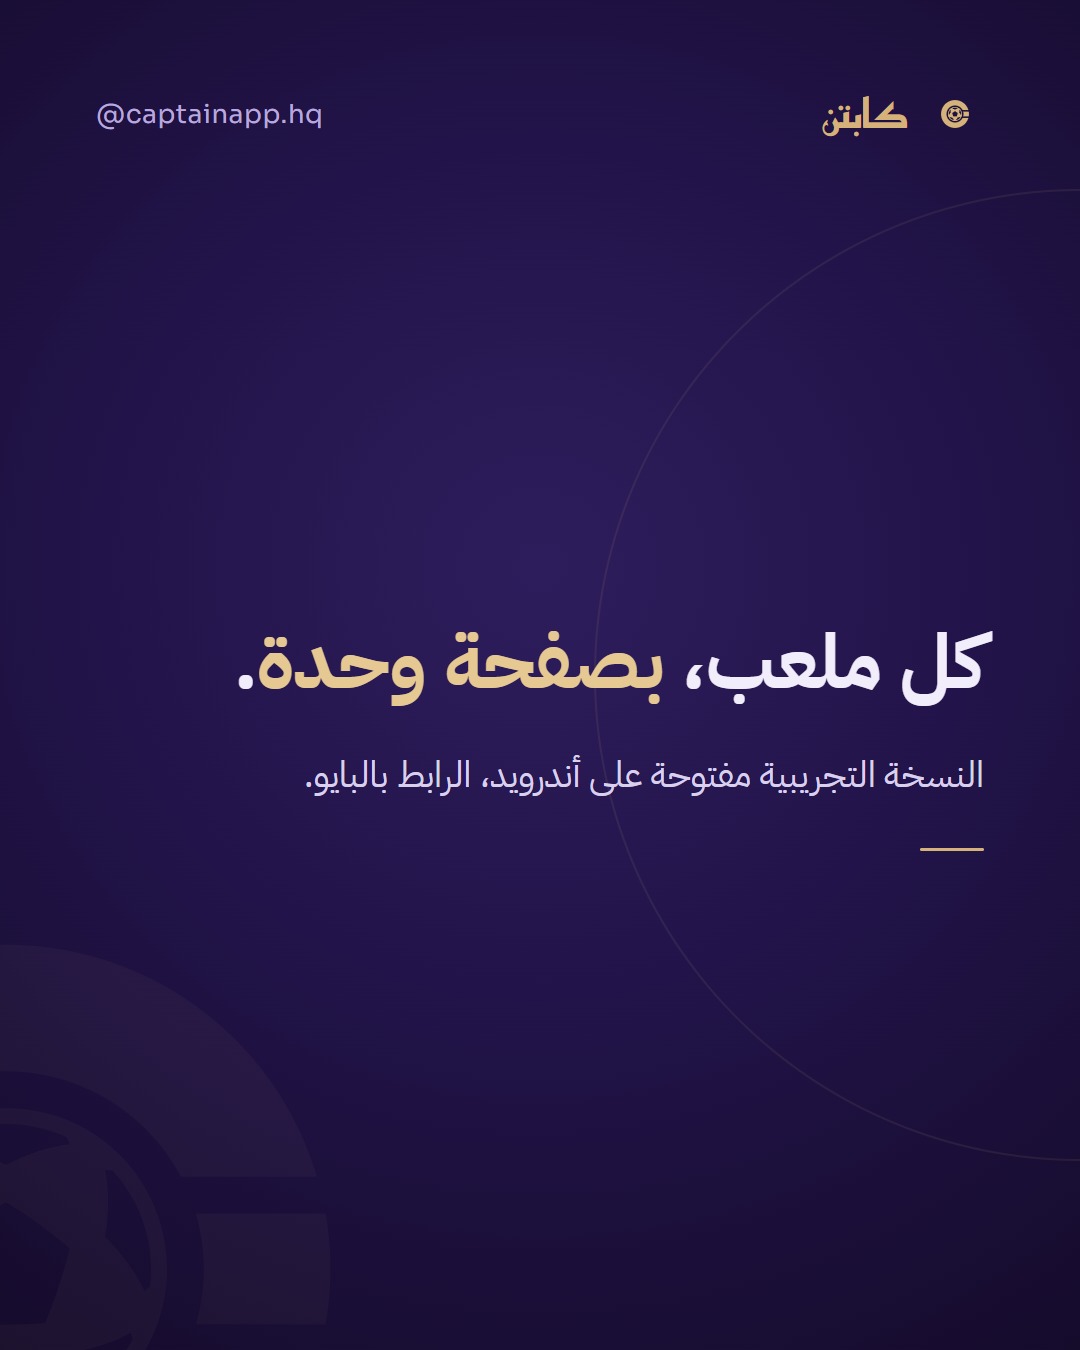 كابتن
@captainapp.hq
كل ملعب، بصفحة وحدة.
النسخة التجريبية مفتوحة على أندرويد، الرابط بالبايو.